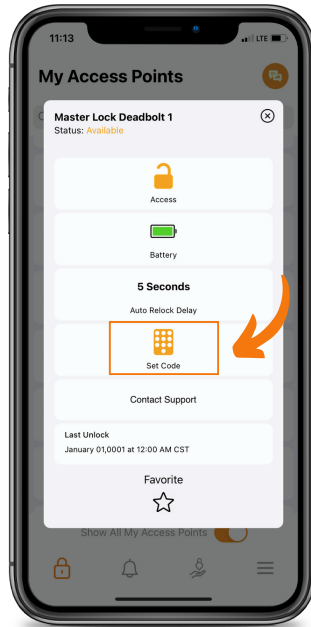 11:13
LTE
My Access Points
Master Lock Deadbolt 1
Status: Available
Access
Battery
5 Seconds
Auto Relock Delay
Set Code
Contact Support
Last Unlock
January 01,0001 at 12:00 AM CST
Favorite
Show All My Access Points